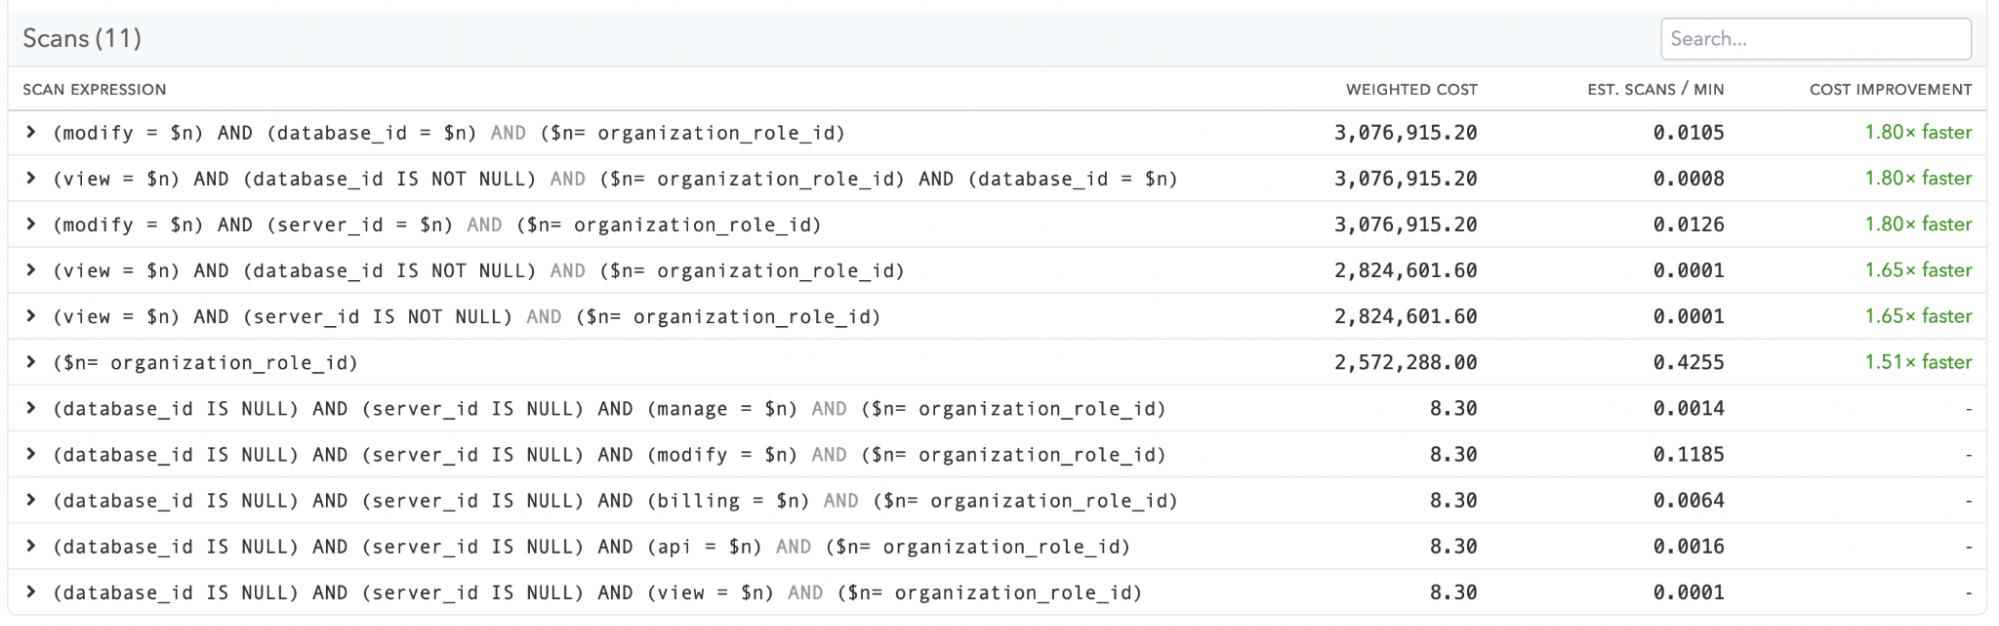 Scans (11)
Search...
SCAN EXPRESSION WEIGHTED COST EST. SCANS / MIN COST IMPROVEMENT
(modify = $n) AND (database_id = $n) AND ($n= organization_role_id) 3,076,915.20 0.0105 1.80× faster
(view = $n) AND (database_id IS NOT NULL) AND ($n= organization_role_id) AND (database_id = $n) 3,076,915.20 0.0008 1.80× faster
(modify = $n) AND (server_id = $n) AND ($n= organization_role_id) 3,076,915.20 0.0126 1.80× faster
(view = $n) AND (database_id IS NOT NULL) AND ($n= organization_role_id) 2,824,601.60 0.0001 1.65× faster
(view = $n) AND (server_id IS NOT NULL) AND ($n= organization_role_id) 2,824,601.60 0.0001 1.65× faster
($n= organization_role_id) 2,572,288.00 0.4255 1.51× faster
(database_id IS NULL) AND (server_id IS NULL) AND (manage = $n) AND ($n= organization_role_id) 8.30 0.0014 -
(database_id IS NULL) AND (server_id IS NULL) AND (modify = $n) AND ($n= organization_role_id) 8.30 0.1185 -
(database_id IS NULL) AND (server_id IS NULL) AND (billing = $n) AND ($n= organization_role_id) 8.30 0.0064 -
(database_id IS NULL) AND (server_id IS NULL) AND (api = $n) AND ($n= organization_role_id) 8.30 0.0016 -
(database_id IS NULL) AND (server_id IS NULL) AND (view = $n) AND ($n= organization_role_id) 8.30 0.0001 -